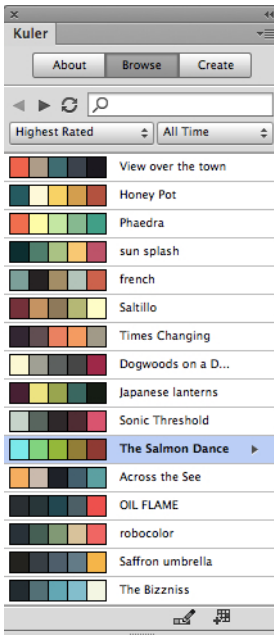 Kuler
About Browse Create
Highest Rated All Time
View over the town
Honey Pot
Phaedra
sun splash
french
Saltillo
Times Changing
Dogwoods on a D...
Japanese lanterns
Sonic Threshold
The Salmon Dance
Across the See
OIL FLAME
robocolor
Saffron umbrella
The Bizzniss